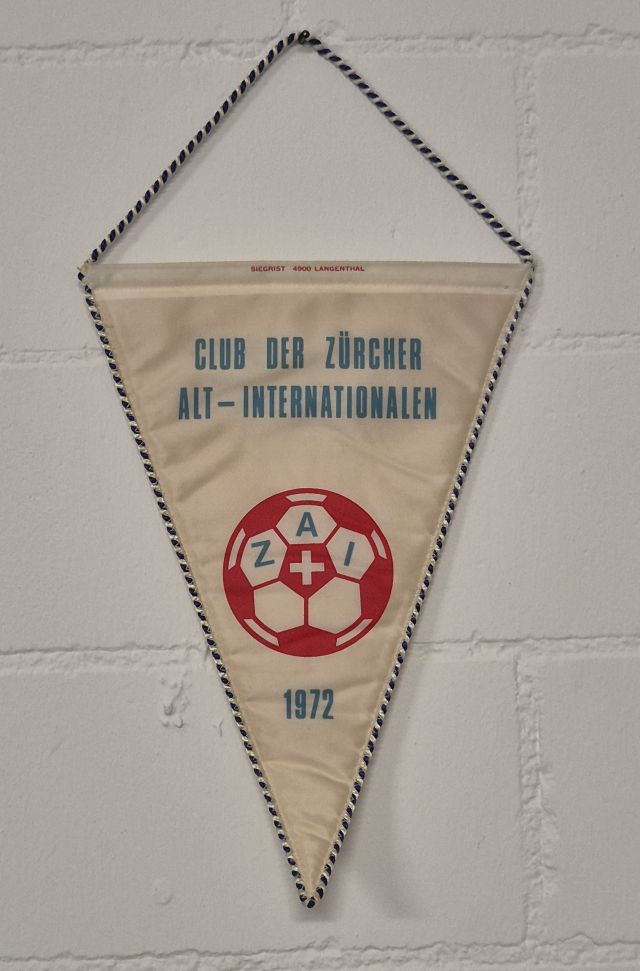 SIEGRIST 4900 LANGENTHAL
CLUB DER ZÜRCHER
ALT-INTERNATIONALEN
Z A I
1972